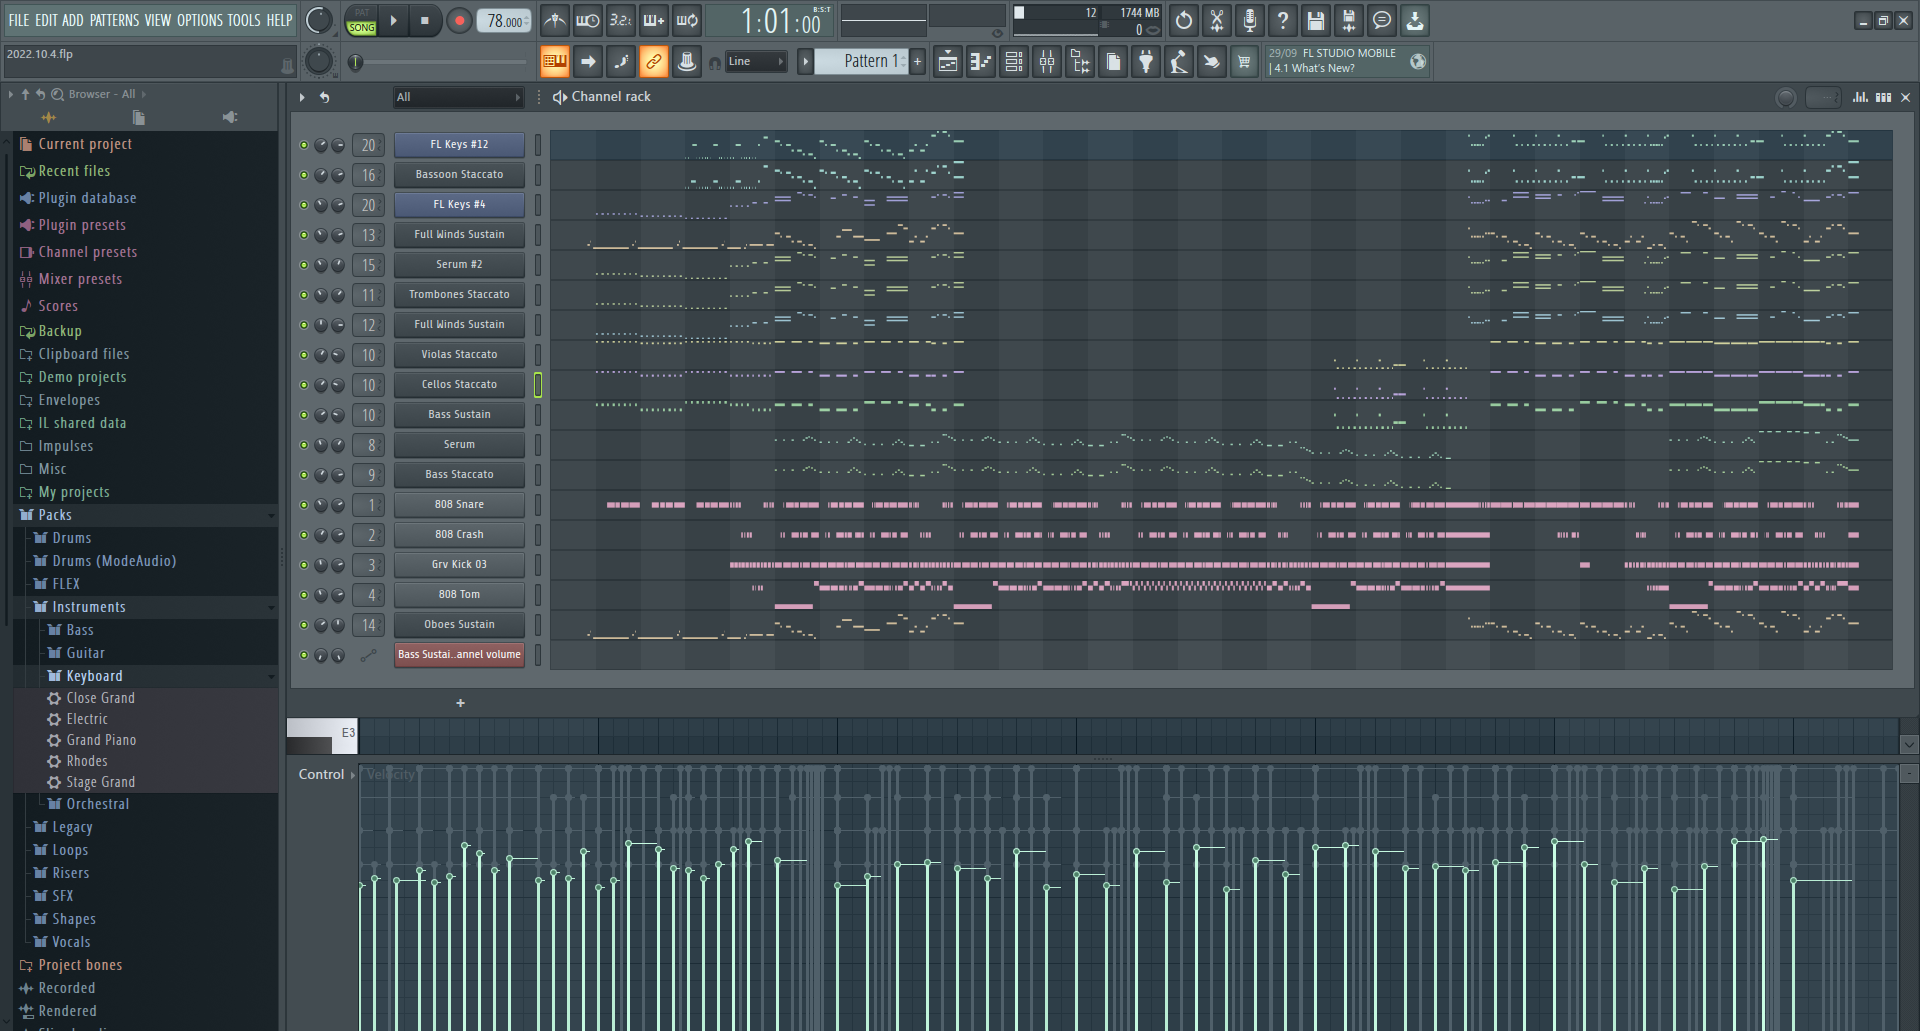 FILE EDIT ADD PATTERNS VIEW OPTIONS TOOLS HELP
PAT
SONG
78.000
3.2.
1:01:00
B:S:T
12
1744 MB
0
2022.10.4.flp
Line
Pattern 1
+
29/09 FL STUDIO MOBILE
| 4.1 What's New?
Browser - All
All
Channel rack
Current project
Recent files
Plugin database
Plugin presets
Channel presets
Mixer presets
Scores
Backup
Clipboard files
Demo projects
Envelopes
IL shared data
Impulses
Misc
My projects
Packs
Drums
Drums (ModeAudio)
FLEX
Instruments
Bass
Guitar
Keyboard
Close Grand
Electric
Grand Piano
Rhodes
Stage Grand
Orchestral
Legacy
Loops
Risers
SFX
Shapes
Vocals
Project bones
Recorded
Rendered
20 FL Keys #12
16 Bassoon Staccato
20 FL Keys #4
13 Full Winds Sustain
15 Serum #2
11 Trombones Staccato
12 Full Winds Sustain
10 Violas Staccato
10 Cellos Staccato
10 Bass Sustain
8 Serum
9 Bass Staccato
1 808 Snare
2 808 Crash
3 Grv Kick 03
4 808 Tom
14 Oboes Sustain
Bass Sustai..annel volume
+
E3
Control
Velocity